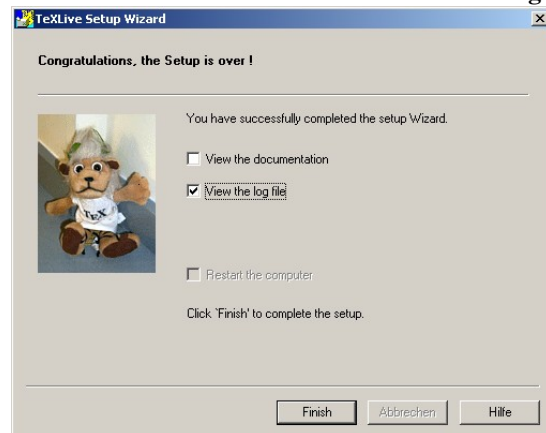 g
TeXLive Setup Wizard
Congratulations, the Setup is over !
You have successfully completed the setup Wizard.
View the documentation
View the log file
TEX
Restart the computer
Click `Finish' to complete the setup.
Finish
Abbrechen
Hilfe